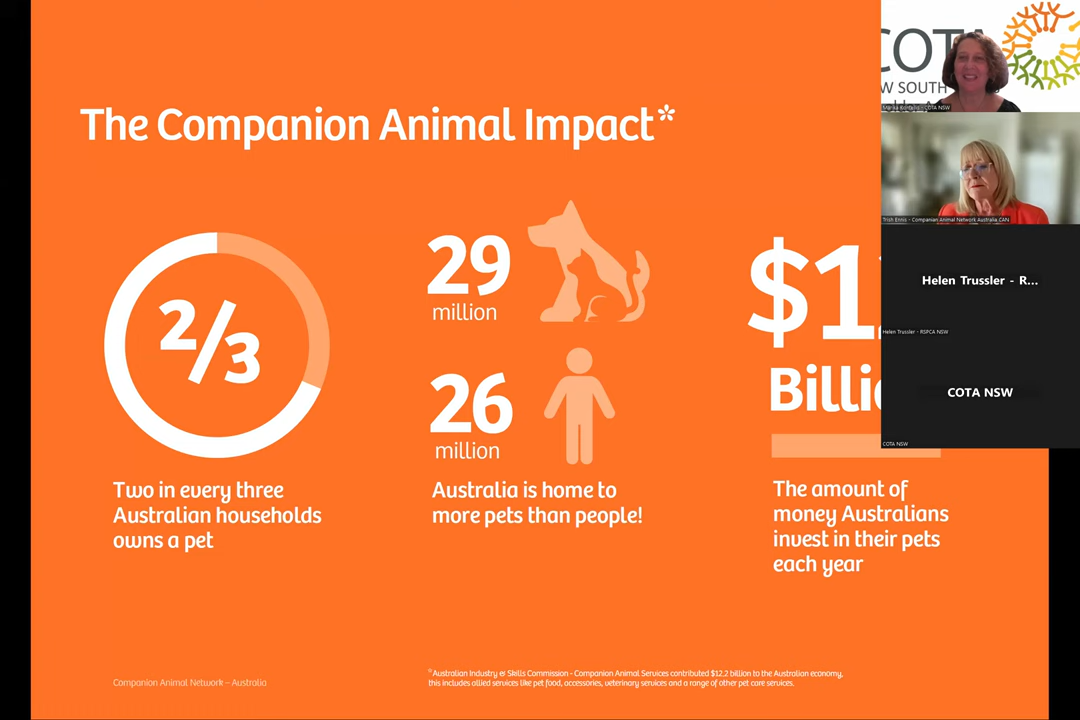 The Companion Animal Impact*
2/3
Two in every three
Australian households
owns a pet
29
million
26
million
Australia is home to
more pets than people!
$1
Billi
The amount of
money Australians
invest in their pets
each year
Companion Animal Network – Australia
*Australian Industry & Skills Commission - Companion Animal Services contributed $12.2 billion to the Australian economy,
this includes allied services like pet food, accessories, veterinary services and a range of other pet care services.
COTA
W SOUTH
COTA NSW
Trish Ennis - Companion Animal Network Australia CAN
Helen Trussler - R...
Helen Trussler - RSPCA NSW
COTA NSW
COTA NSW